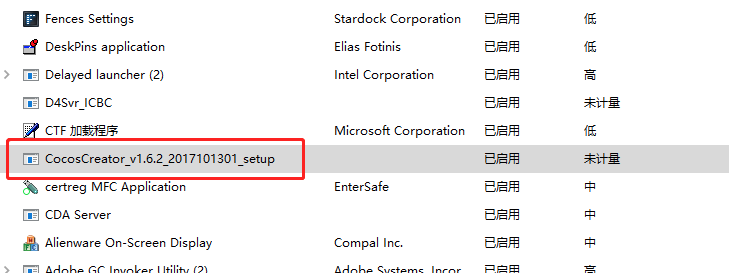 Fences Settings Stardock Corporation 已启用 低
DeskPins application Elias Fotinis 已启用 低
Delayed launcher (2) Intel Corporation 已启用 高
D4Svr_ICBC 已启用 未计量
CTF 加载程序 Microsoft Corporation 已启用 低
CocosCreator_v1.6.2_2017101301_setup 已启用 未计量
certreg MFC Application EnterSafe 已启用 中
CDA Server 已启用 中
Alienware On-Screen Display Compal Inc. 已启用 中
Adobe GC Invoker Utility (2) Adobe Systems, Incor... 已启用 高